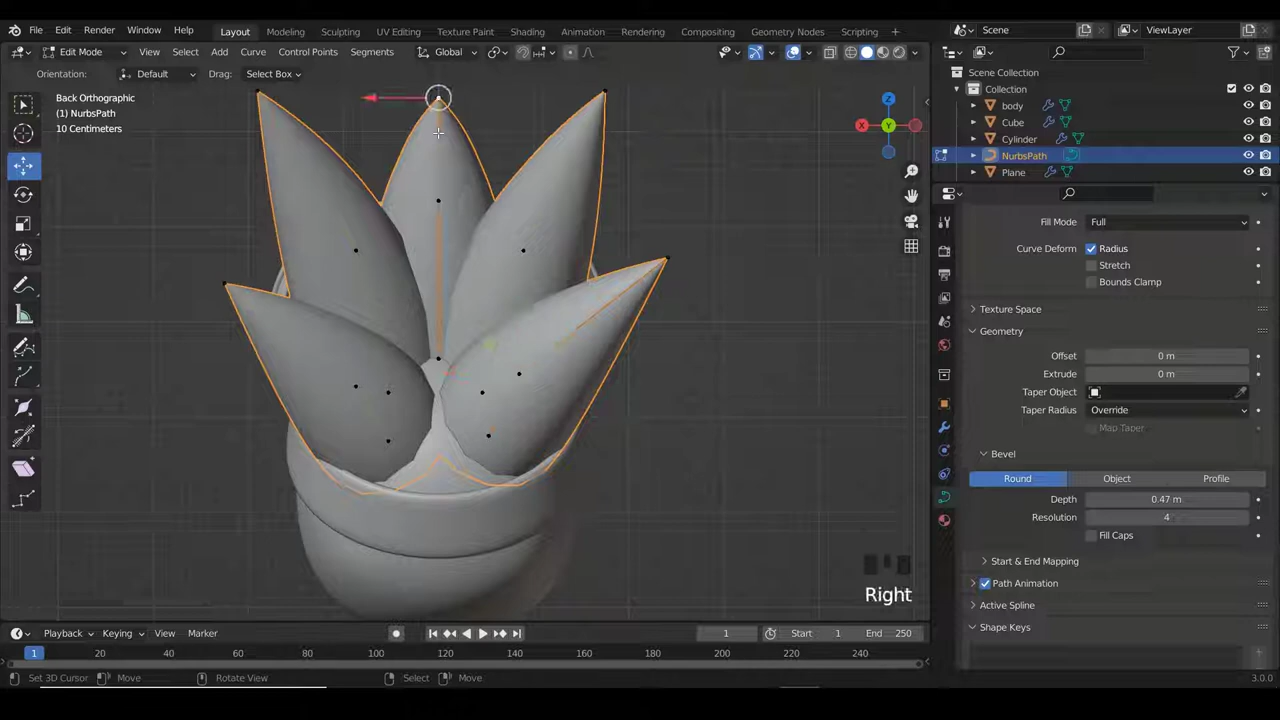 File Edit Render Window Help Layout Modeling Sculpting UV Editing Texture Paint Shading Animation Rendering Compositing Geometry Nodes Scripting + Scene ViewLayer
Edit Mode View Select Add Curve Control Points Segments Global
Orientation: Default Drag: Select Box
Back Orthographic
(1) NurbsPath
10 Centimeters
Z
X Y
Right
Scene Collection
Collection
body
Cube
Cylinder
NurbsPath
Plane
Fill Mode Full
Curve Deform Radius
Stretch
Bounds Clamp
Texture Space
Geometry
Offset 0 m
Extrude 0 m
Taper Object
Taper Radius Override
Map Taper
Bevel
Round Object Profile
Depth 0.47 m
Resolution 4
Fill Caps
Start & End Mapping
Path Animation
Active Spline
Shape Keys
Playback Keying View Marker 1 Start 1 End 250
1 20 40 60 80 100 120 140 160 180 200 220 240
Set 3D Cursor Move Rotate View Select Move 3.0.0